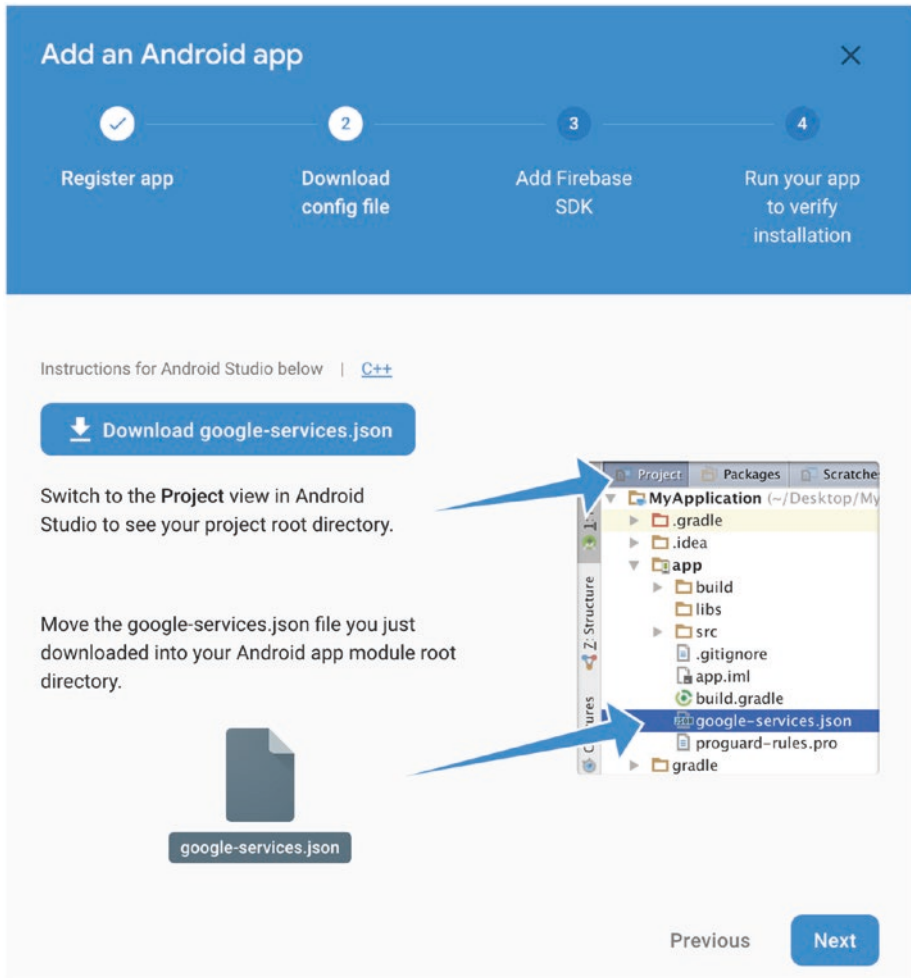 Add an Android app
2
3
4
Register app
Download
config file
Add Firebase
SDK
Run your app
to verify
installation
Instructions for Android Studio below | C++
Download google-services.json
Switch to the Project view in Android
Studio to see your project root directory.
Move the google-services.json file you just
downloaded into your Android app module root
directory.
google-services.json
Project Packages Scratche
MyApplication (~/Desktop/My
.gradle
.idea
app
build
libs
src
.gitignore
app.iml
build.gradle
google-services.json
proguard-rules.pro
gradle
Z: Structure
Previous
Next